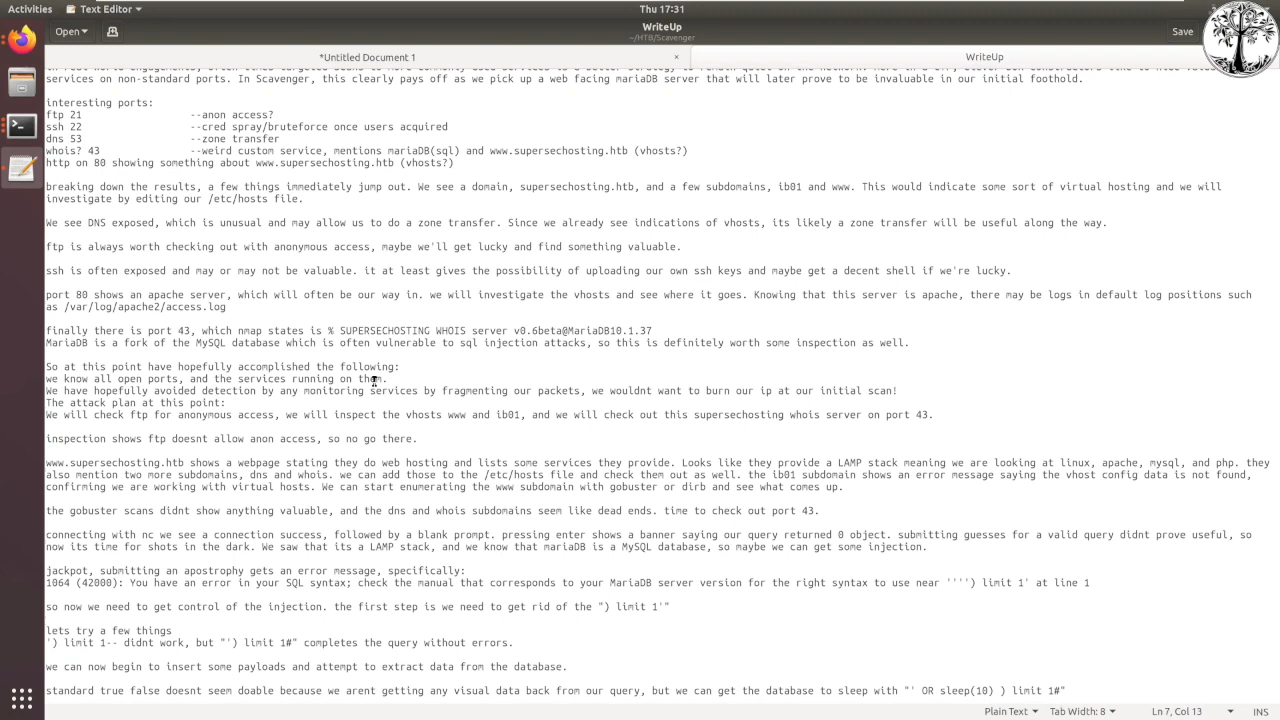 Activities Text Editor Thu 17:31
Open WriteUp Save
~/HTB/Scavenger
*Untitled Document 1 × WriteUp
services on non-standard ports. In Scavenger, this clearly pays off as we pick up a web facing mariaDB server that will later prove to be invaluable in our initial foothold.
interesting ports:
ftp 21 --anon access?
ssh 22 --cred spray/bruteforce once users acquired
dns 53 --zone transfer
whois? 43 --weird custom service, mentions mariaDB(sql) and www.supersechosting.htb (vhosts?)
http on 80 showing something about www.supersechosting.htb (vhosts?)
breaking down the results, a few things immediately jump out. We see a domain, supersechosting.htb, and a few subdomains, ib01 and www. This would indicate some sort of virtual hosting and we will
investigate by editing our /etc/hosts file.
We see DNS exposed, which is unusual and may allow us to do a zone transfer. Since we already see indications of vhosts, its likely a zone transfer will be useful along the way.
ftp is always worth checking out with anonymous access, maybe we'll get lucky and find something valuable.
ssh is often exposed and may or may not be valuable. it at least gives the possibility of uploading our own ssh keys and maybe get a decent shell if we're lucky.
port 80 shows an apache server, which will often be our way in. we will investigate the vhosts and see where it goes. Knowing that this server is apache, there may be logs in default log positions such
as /var/log/apache2/access.log
finally there is port 43, which nmap states is % SUPERSECHOSTING WHOIS server v0.6beta@MariaDB10.1.37
MariaDB is a fork of the MySQL database which is often vulnerable to sql injection attacks, so this is definitely worth some inspection as well.
So at this point have hopefully accomplished the following:
we know all open ports, and the services running on them.
We have hopefully avoided detection by any monitoring services by fragmenting our packets, we wouldnt want to burn our ip at our initial scan!
The attack plan at this point:
We will check ftp for anonymous access, we will inspect the vhosts www and ib01, and we will check out this supersechosting whois server on port 43.
inspection shows ftp doesnt allow anon access, so no go there.
www.supersechosting.htb shows a webpage stating they do web hosting and lists some services they provide. Looks like they provide a LAMP stack meaning we are looking at linux, apache, mysql, and php. they
also mention two more subdomains, dns and whois. we can add those to the /etc/hosts file and check them out as well. the ib01 subdomain shows an error message saying the vhost config data is not found,
confirming we are working with virtual hosts. We can start enumerating the www subdomain with gobuster or dirb and see what comes up.
the gobuster scans didnt show anything valuable, and the dns and whois subdomains seem like dead ends. time to check out port 43.
connecting with nc we see a connection success, followed by a blank prompt. pressing enter shows a banner saying our query returned 0 object. submitting guesses for a valid query didnt prove useful, so
now its time for shots in the dark. We saw that its a LAMP stack, and we know that mariaDB is a MySQL database, so maybe we can get some injection.
jackpot, submitting an apostrophy gets an error message, specifically:
1064 (42000): You have an error in your SQL syntax; check the manual that corresponds to your MariaDB server version for the right syntax to use near '''') limit 1' at line 1
so now we need to get control of the injection. the first step is we need to get rid of the ") limit 1'"
lets try a few things
') limit 1-- didnt work, but "') limit 1#" completes the query without errors.
we can now begin to insert some payloads and attempt to extract data from the database.
standard true false doesnt seem doable because we arent getting any visual data back from our query, but we can get the database to sleep with "' OR sleep(10) ) limit 1#"
Plain Text Tab Width: 8 Ln 7, Col 13 INS